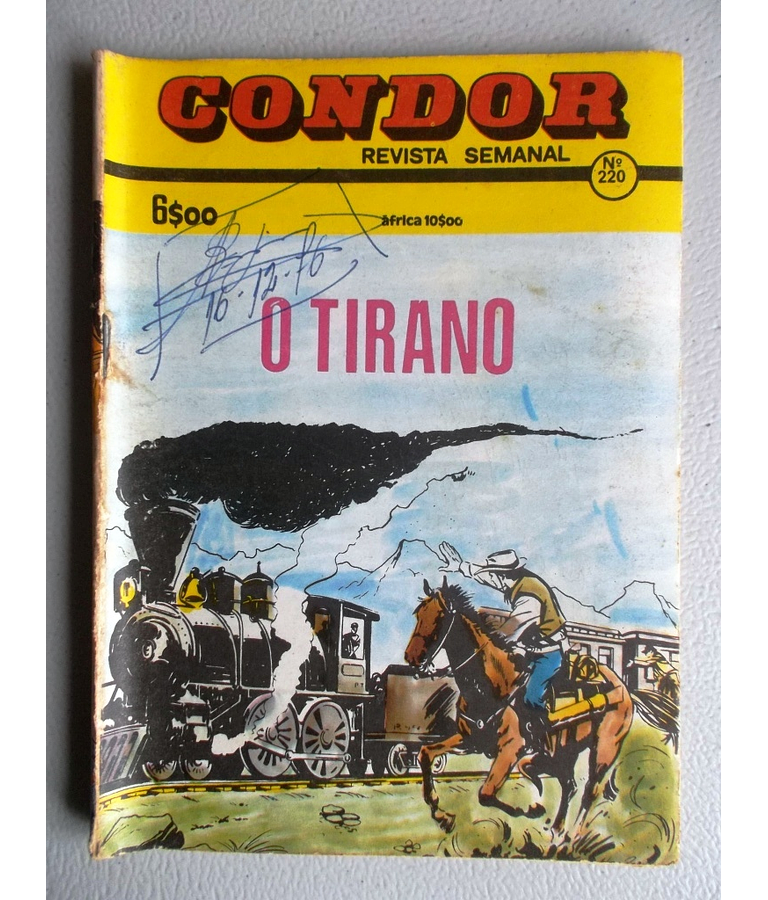 CONDOR
REVISTA SEMANAL
Nº
220
6$00
áfrica 10$00
16-12-76
O TIRANO